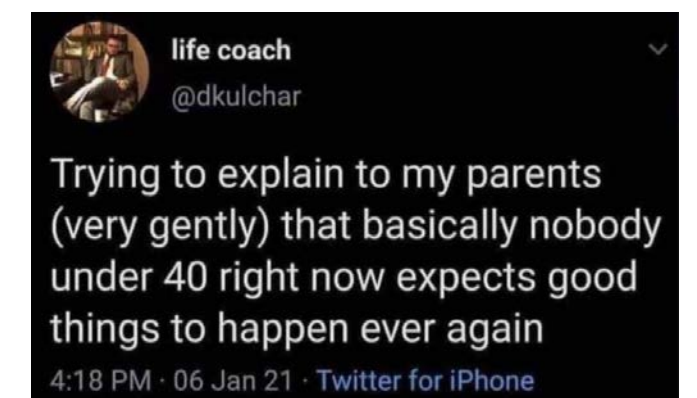 life coach
@dkulchar
Trying to explain to my parents
(very gently) that basically nobody
under 40 right now expects good
things to happen ever again
4:18 PM · 06 Jan 21 · Twitter for iPhone